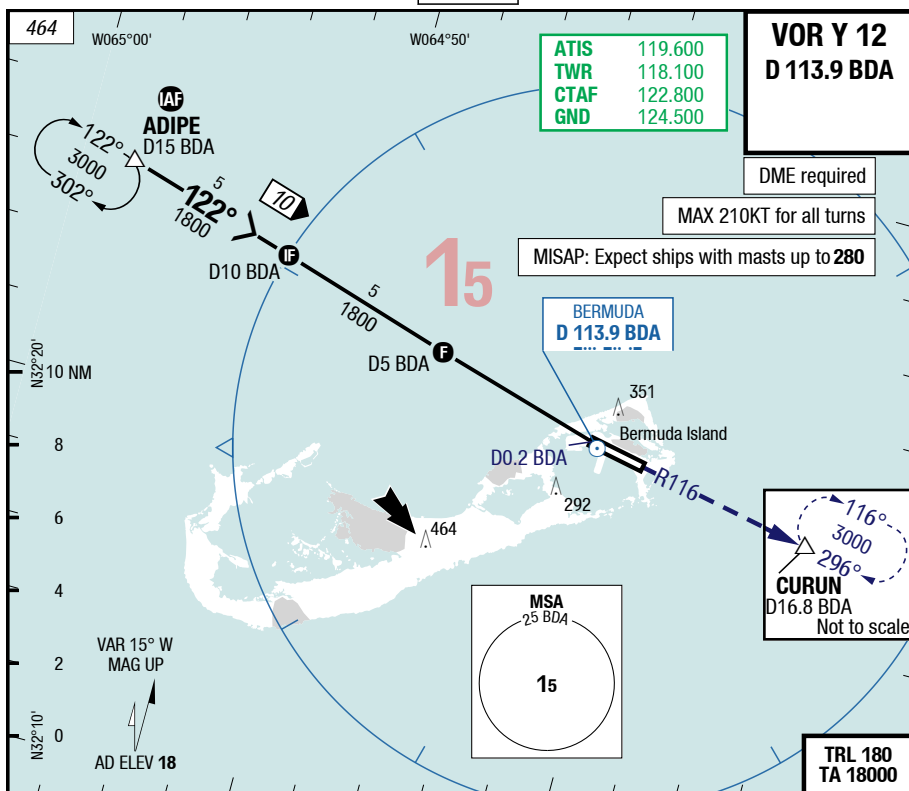 464
W065°00'
W064°50'
VOR Y 12
D 113.9 BDA
ATIS 119.600
TWR 118.100
CTAF 122.800
GND 124.500
IAF
ADIPE
D15 BDA
122°
3000
302°
5
122°
1800
10
DME required
MAX 210KT for all turns
MISAP: Expect ships with masts up to 280
IF
D10 BDA
5
1800
15
BERMUDA
D 113.9 BDA
F
D5 BDA
N32°20'
10 NM
351
Bermuda Island
8
D0.2 BDA
R116
292
6
464
116°
3000
296°
CURUN
D16.8 BDA
Not to scale
4
MSA
25 BDA
15
VAR 15° W
MAG UP
2
N32°10'
0
AD ELEV 18
TRL 180
TA 18000